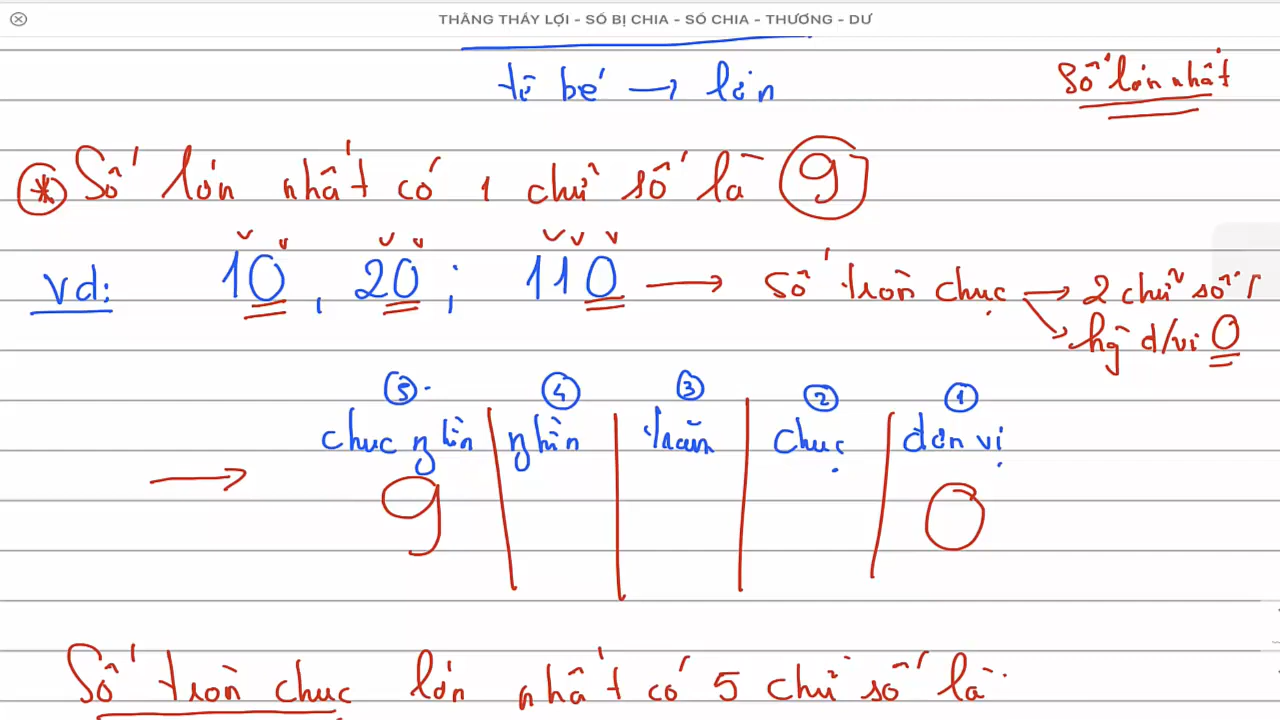 THẰNG THÁY LỢI - SỐ BỊ CHIA - SỐ CHIA - THƯƠNG - DƯ
từ bé → lớn
Số lớn nhất
* Số lớn nhất có 1 chữ số là 9
vd: 10, 20; 110 → số tròn chục → 2 chữ số
→ hg đ/vị 0
5 4 3 2 1
chục nghìn nghìn trăm chục đơn vị
→ 9 0
Số tròn chục lớn nhất có 5 chữ số là: